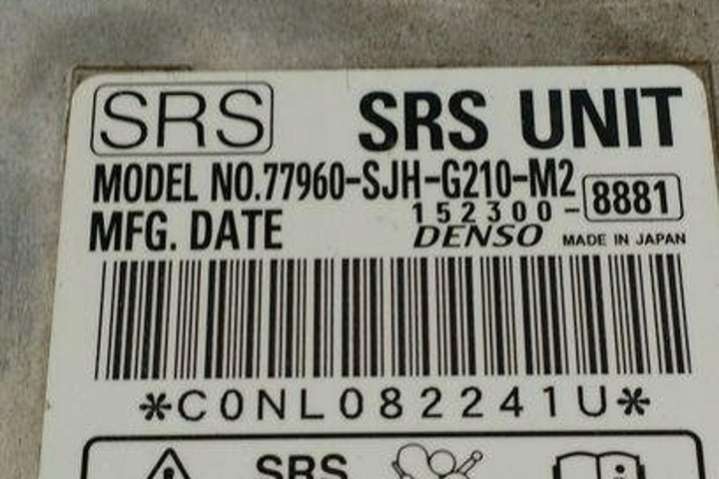 SRS SRS UNIT
MODEL NO.77960-SJH-G210-M2
152300-8881
MFG. DATE DENSO MADE IN JAPAN
*C0NL082241U*
SRS